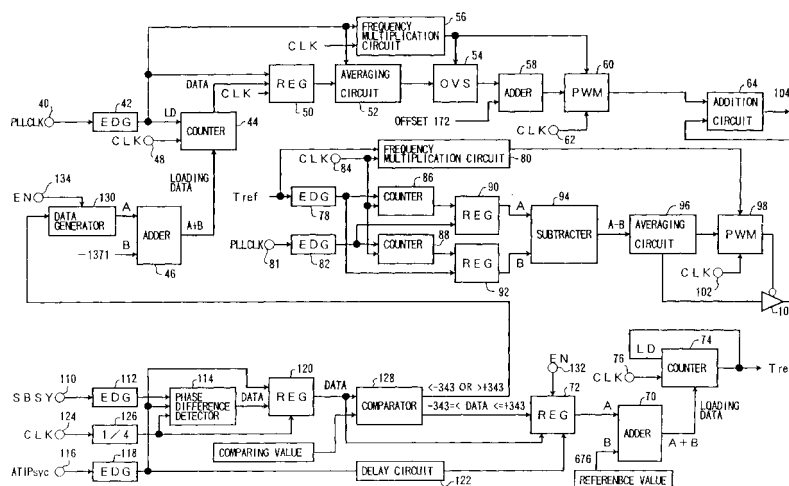 56
FREQUENCY
MULTIPLICATION
CIRCUIT
CLK
54
58
60
64
104
40
42
DATA
REG
CLK
50
AVERAGING
CIRCUIT
52
OVS
ADDER
PWM
ADDITION
CIRCUIT
PLLCLK
EDG
LD
COUNTER
44
OFFSET 172
CLK
48
CLK
62
LOADING
DATA
CLK
84
FREQUENCY
MULTIPLICATION CIRCUIT
80
134
EN
130
DATA
GENERATOR
A
A+B
ADDER
B
-1371
46
Tref
EDG
78
86
COUNTER
90
REG
A
94
SUBTRACTER
A-B
96
AVERAGING
CIRCUIT
98
PWM
PLLCLK
81
EDG
82
88
COUNTER
REG
92
B
CLK
102
10
110
112
114
120
SBSY
EDG
PHASE
DIFFERENCE
DETECTOR
DATA
REG
DATA
128
COMPARATOR
<-343 OR >+343
-343=< DATA <=+343
EN
132
72
REG
76
CLK
LD
74
COUNTER
Tre
124
CLK
126
1/4
116
ATIPsyc
118
EDG
COMPARING VALUE
DELAY CIRCUIT
122
A
70
ADDER
B
A+B
LOADING
DATA
676
REFERENBCE VALUE